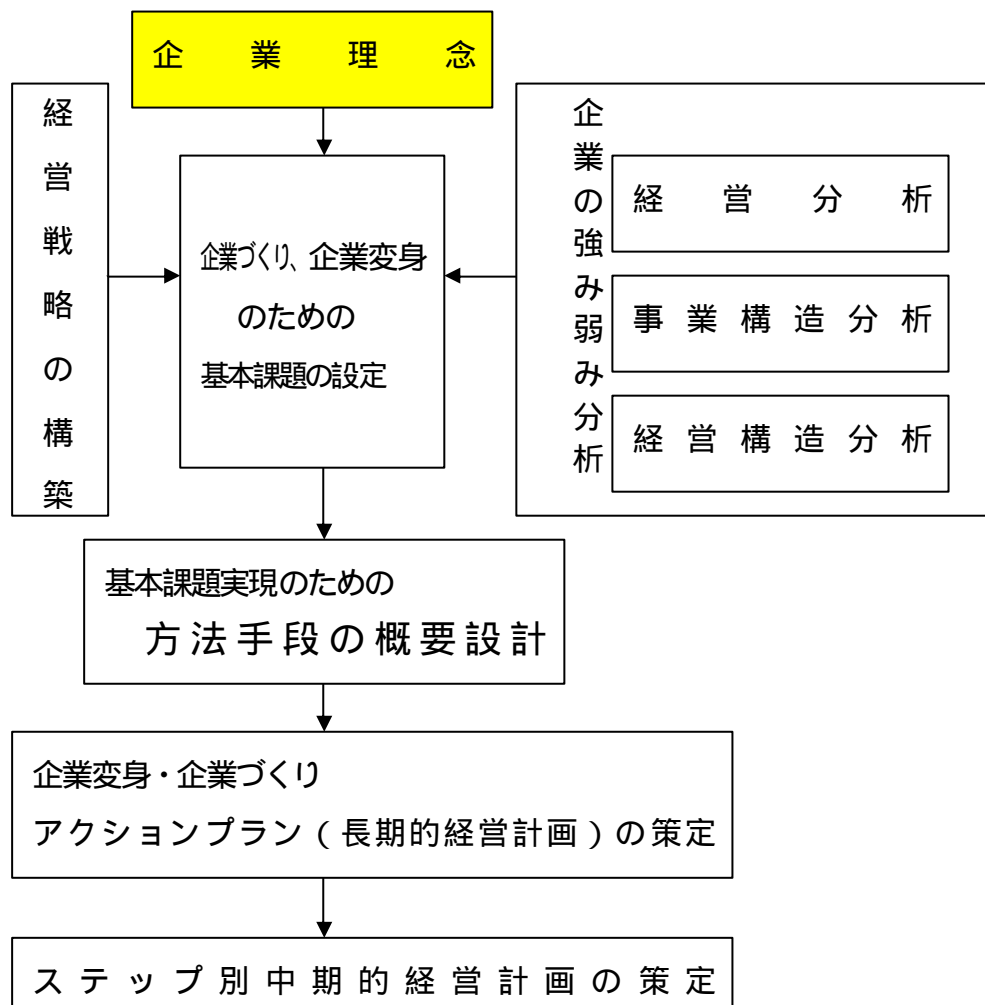 企業理念
経営戦略の構築
企業づくり、企業変身
のための
基本課題の設定
企業の強み弱み分析
経営分析
事業構造分析
経営構造分析
基本課題実現のための
方法手段の概要設計
企業変身・企業づくり
アクションプラン（長期的経営計画）の策定
ステップ別中期的経営計画の策定